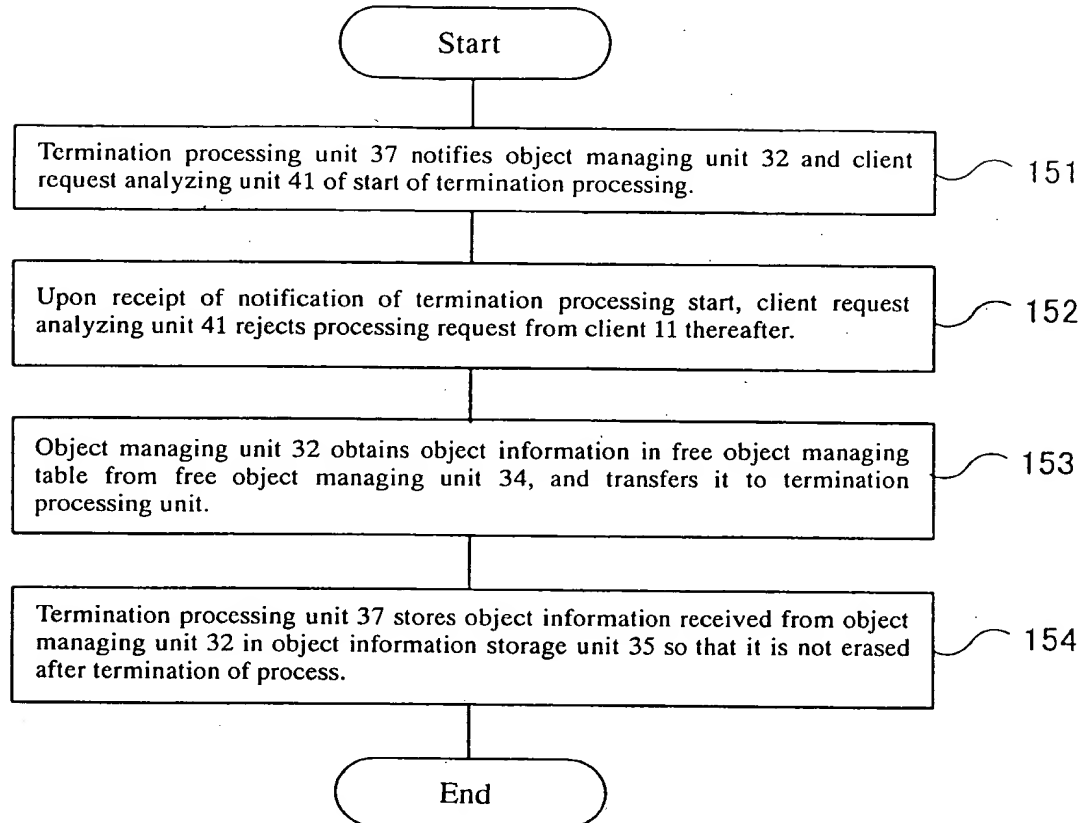 Start
Termination processing unit 37 notifies object managing unit 32 and client
request analyzing unit 41 of start of termination processing.
151
Upon receipt of notification of termination processing start, client request
analyzing unit 41 rejects processing request from client 11 thereafter.
152
Object managing unit 32 obtains object information in free object managing
table from free object managing unit 34, and transfers it to termination
processing unit.
153
Termination processing unit 37 stores object information received from object
managing unit 32 in object information storage unit 35 so that it is not erased
after termination of process.
154
End